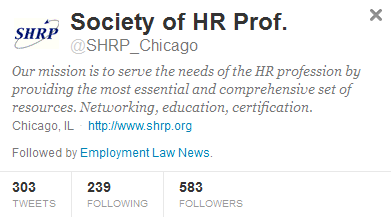 SHRP
Society of HR Prof.
@SHRP_Chicago
Our mission is to serve the needs of the HR profession by
providing the most essential and comprehensive set of
resources. Networking, education, certification.
Chicago, IL · http://www.shrp.org
Followed by Employment Law News.
303 239 583
TWEETS FOLLOWING FOLLOWERS